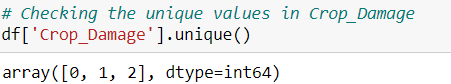 # Checking the unique values in Crop_Damage
df['Crop_Damage'].unique()
array([0, 1, 2], dtype=int64)